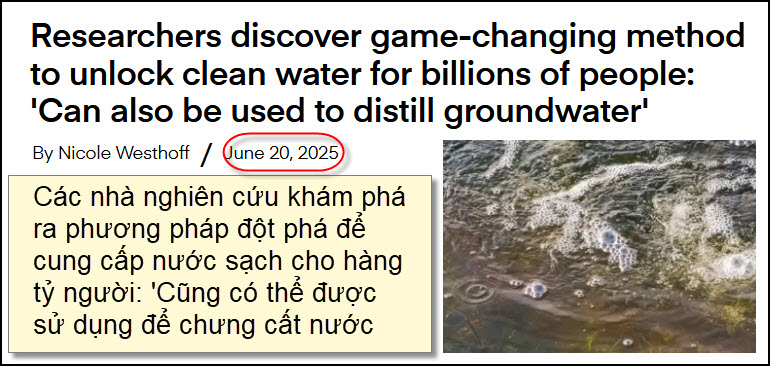 Researchers discover game-changing method
to unlock clean water for billions of people:
'Can also be used to distill groundwater'
By Nicole Westhoff / June 20, 2025
Các nhà nghiên cứu khám phá
ra phương pháp đột phá để
cung cấp nước sạch cho hàng
tỷ người: 'Cũng có thể được
sử dụng để chưng cất nước